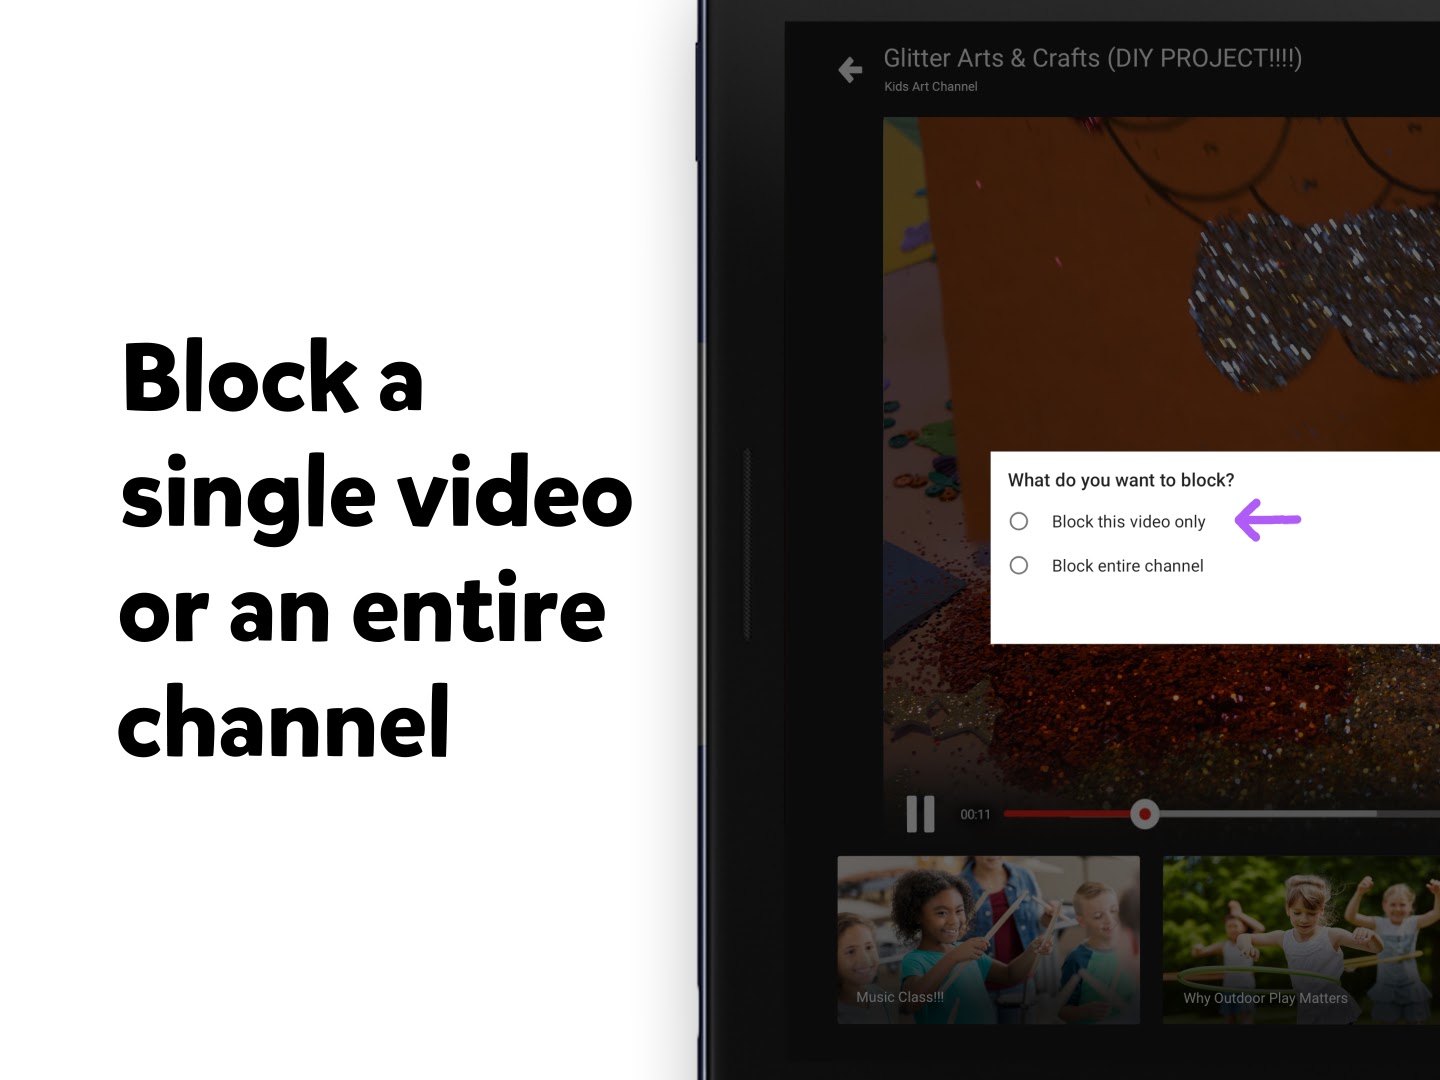 Block a
single video
or an entire
channel
Glitter Arts & Crafts (DIY PROJECT!!!!)
Kids Art Channel
What do you want to block?
Block this video only
Block entire channel
00:11
Music Class!!!
Why Outdoor Play Matters